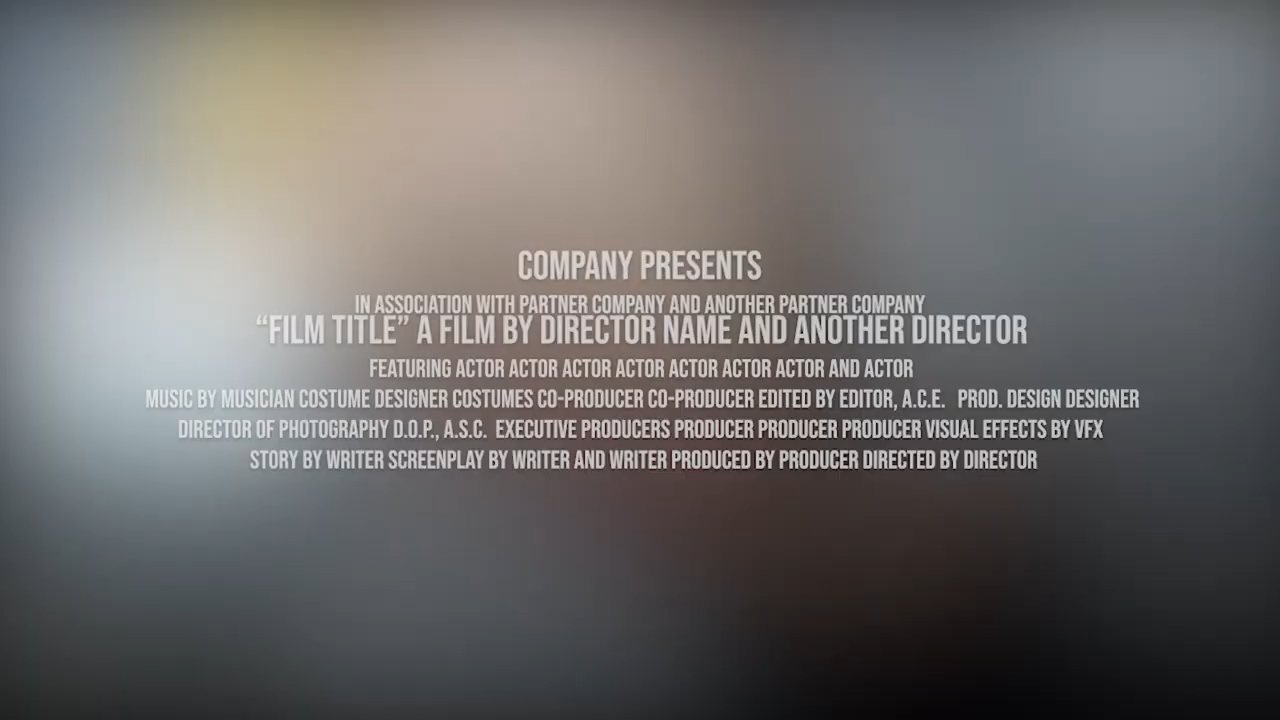 COMPANY PRESENTS
IN ASSOCIATION WITH PARTNER COMPANY AND ANOTHER PARTNER COMPANY
“FILM TITLE” A FILM BY DIRECTOR NAME AND ANOTHER DIRECTOR
FEATURING ACTOR ACTOR ACTOR ACTOR ACTOR ACTOR ACTOR AND ACTOR
MUSIC BY MUSICIAN COSTUME DESIGNER COSTUMES CO-PRODUCER CO-PRODUCER EDITED BY EDITOR, A.C.E. PROD. DESIGN DESIGNER
DIRECTOR OF PHOTOGRAPHY D.O.P., A.S.C. EXECUTIVE PRODUCERS PRODUCER PRODUCER PRODUCER VISUAL EFFECTS BY VFX
STORY BY WRITER SCREENPLAY BY WRITER AND WRITER PRODUCED BY PRODUCER DIRECTED BY DIRECTOR